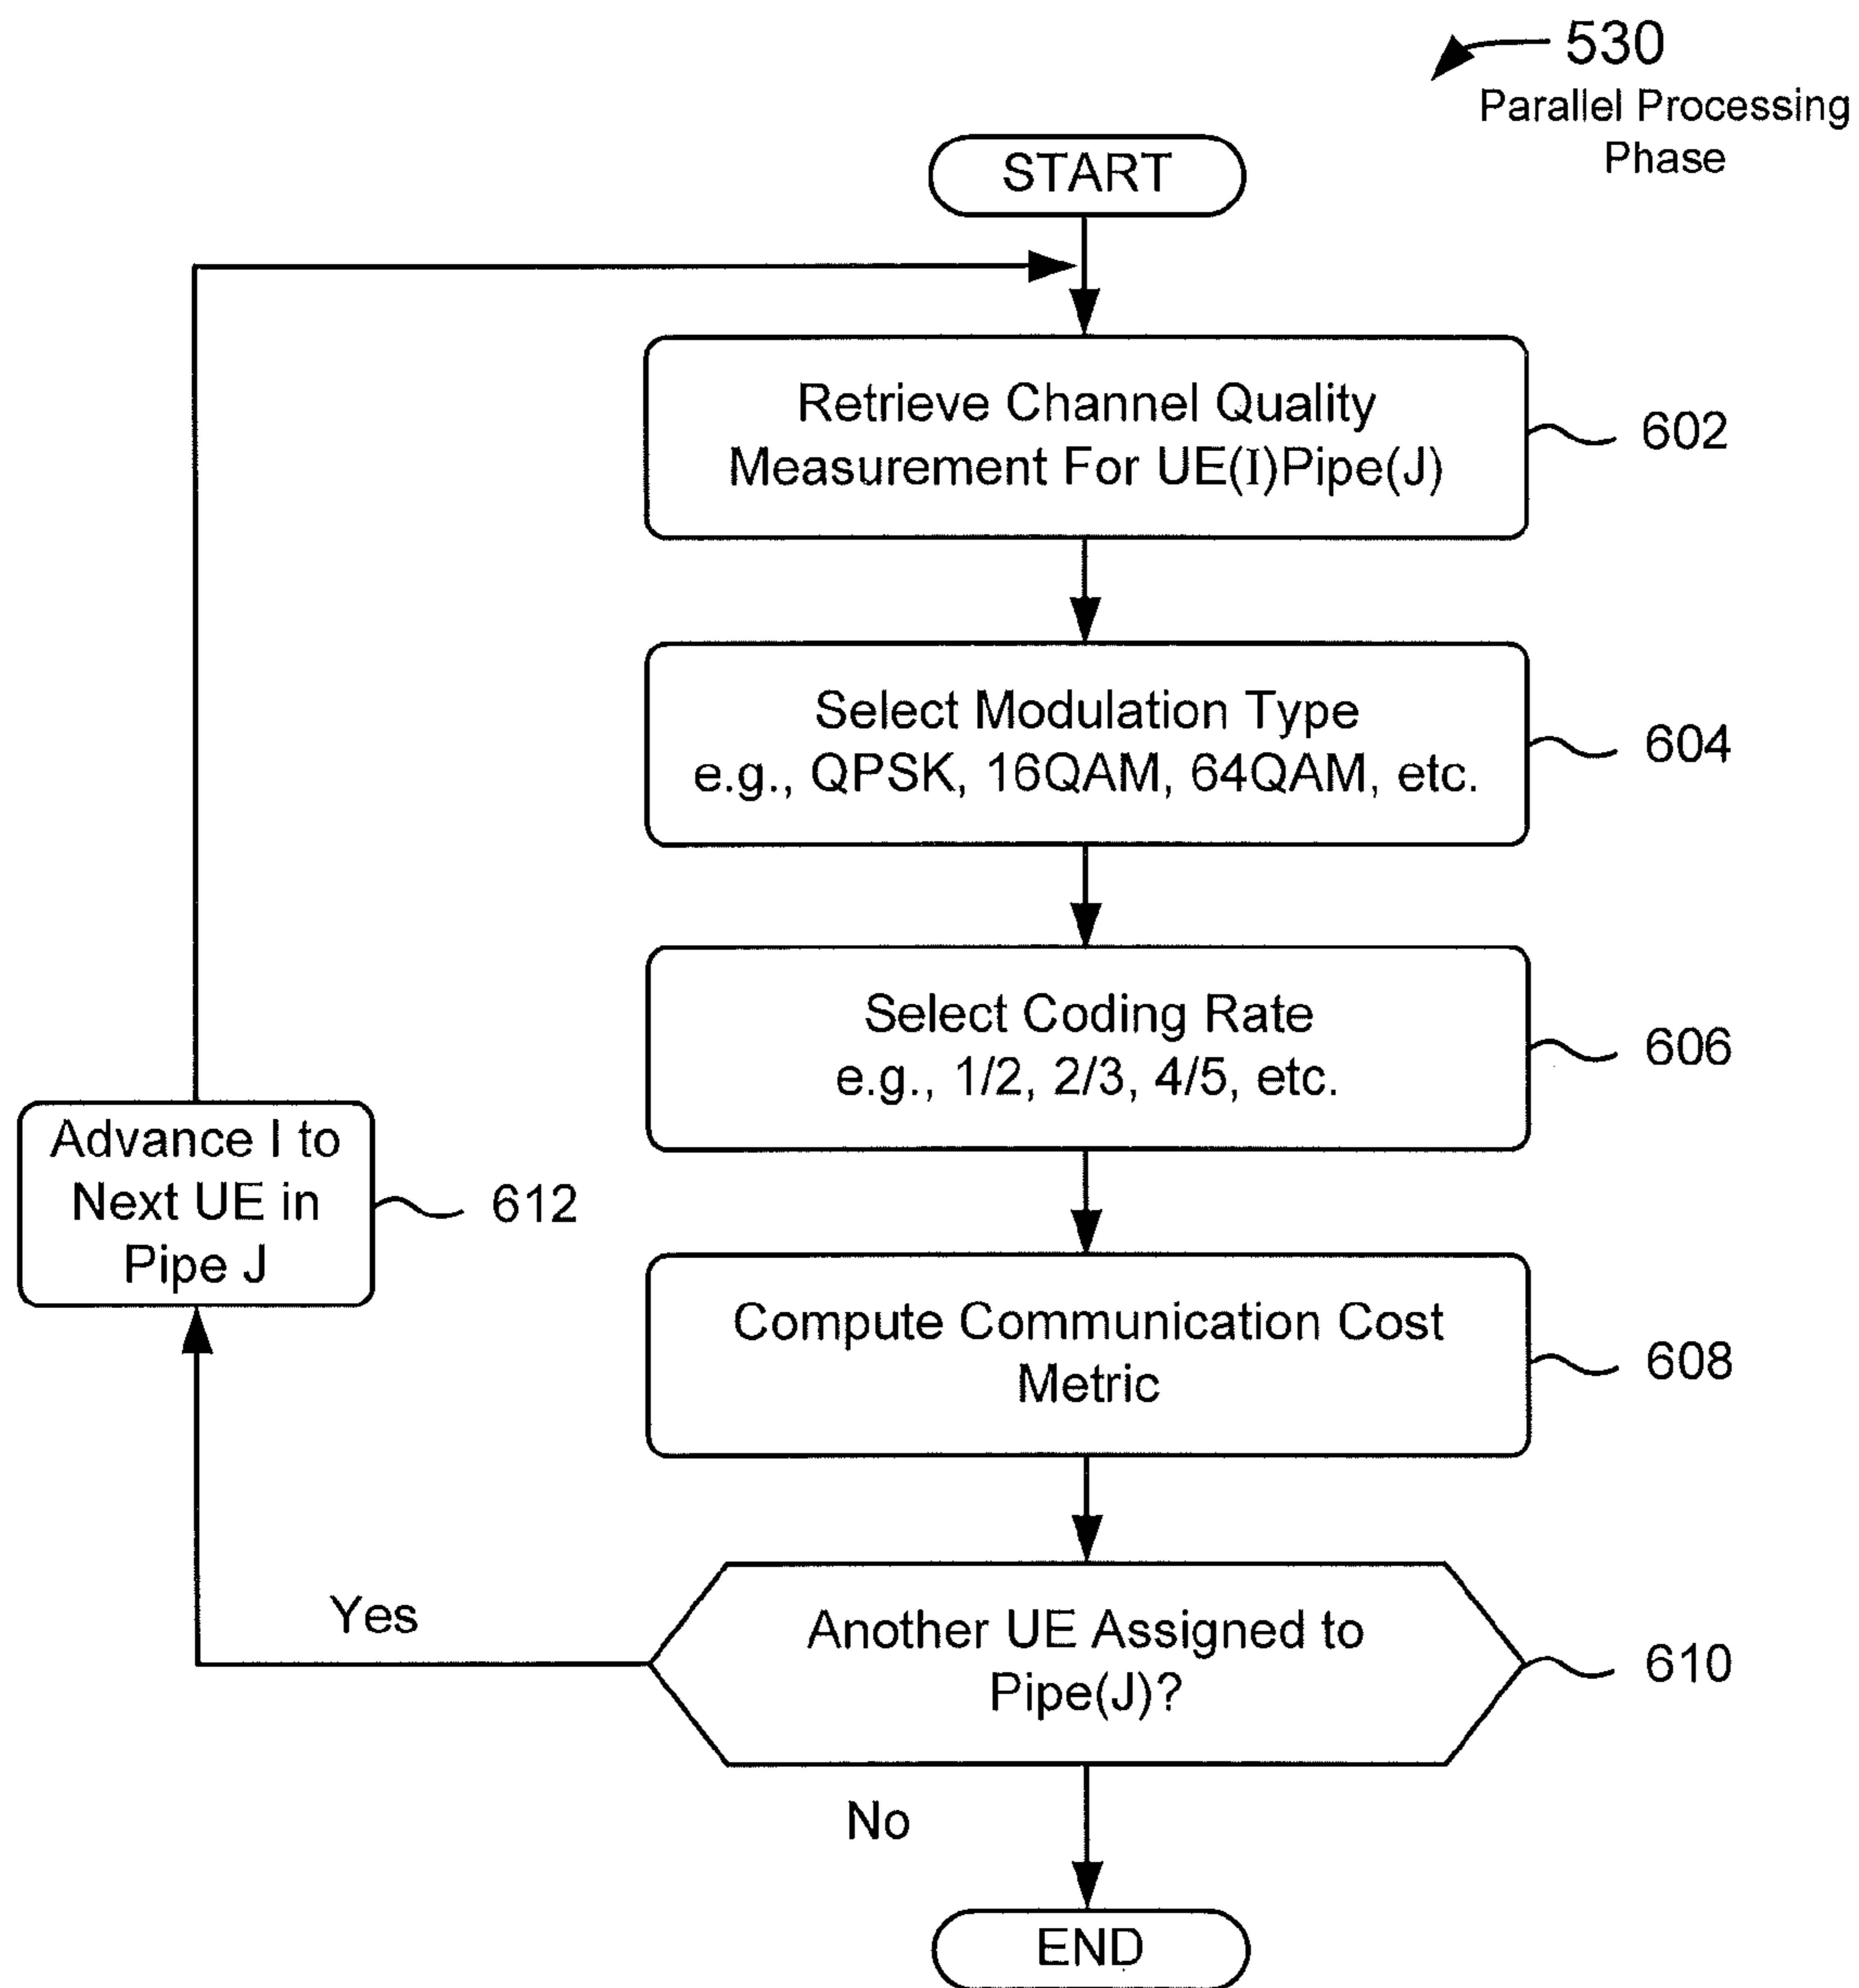 530
Parallel Processing
Phase
START
Retrieve Channel Quality
Measurement For UE(I)Pipe(J)
602
Select Modulation Type
e.g., QPSK, 16QAM, 64QAM, etc.
604
Select Coding Rate
e.g., 1/2, 2/3, 4/5, etc.
606
Advance I to
Next UE in
Pipe J
612
Compute Communication Cost
Metric
608
Yes
Another UE Assigned to
Pipe(J)?
610
No
END